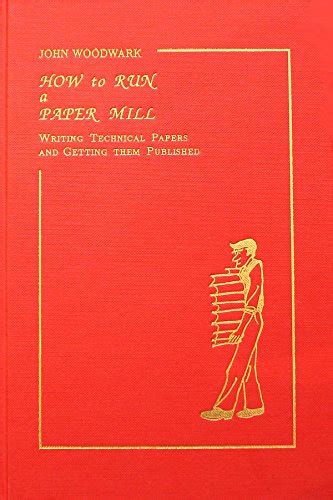 JOHN WOODWARK
HOW to RUN
a
PAPER MILL
WRITING TECHNICAL PAPERS
AND GETTING THEM PUBLISHED